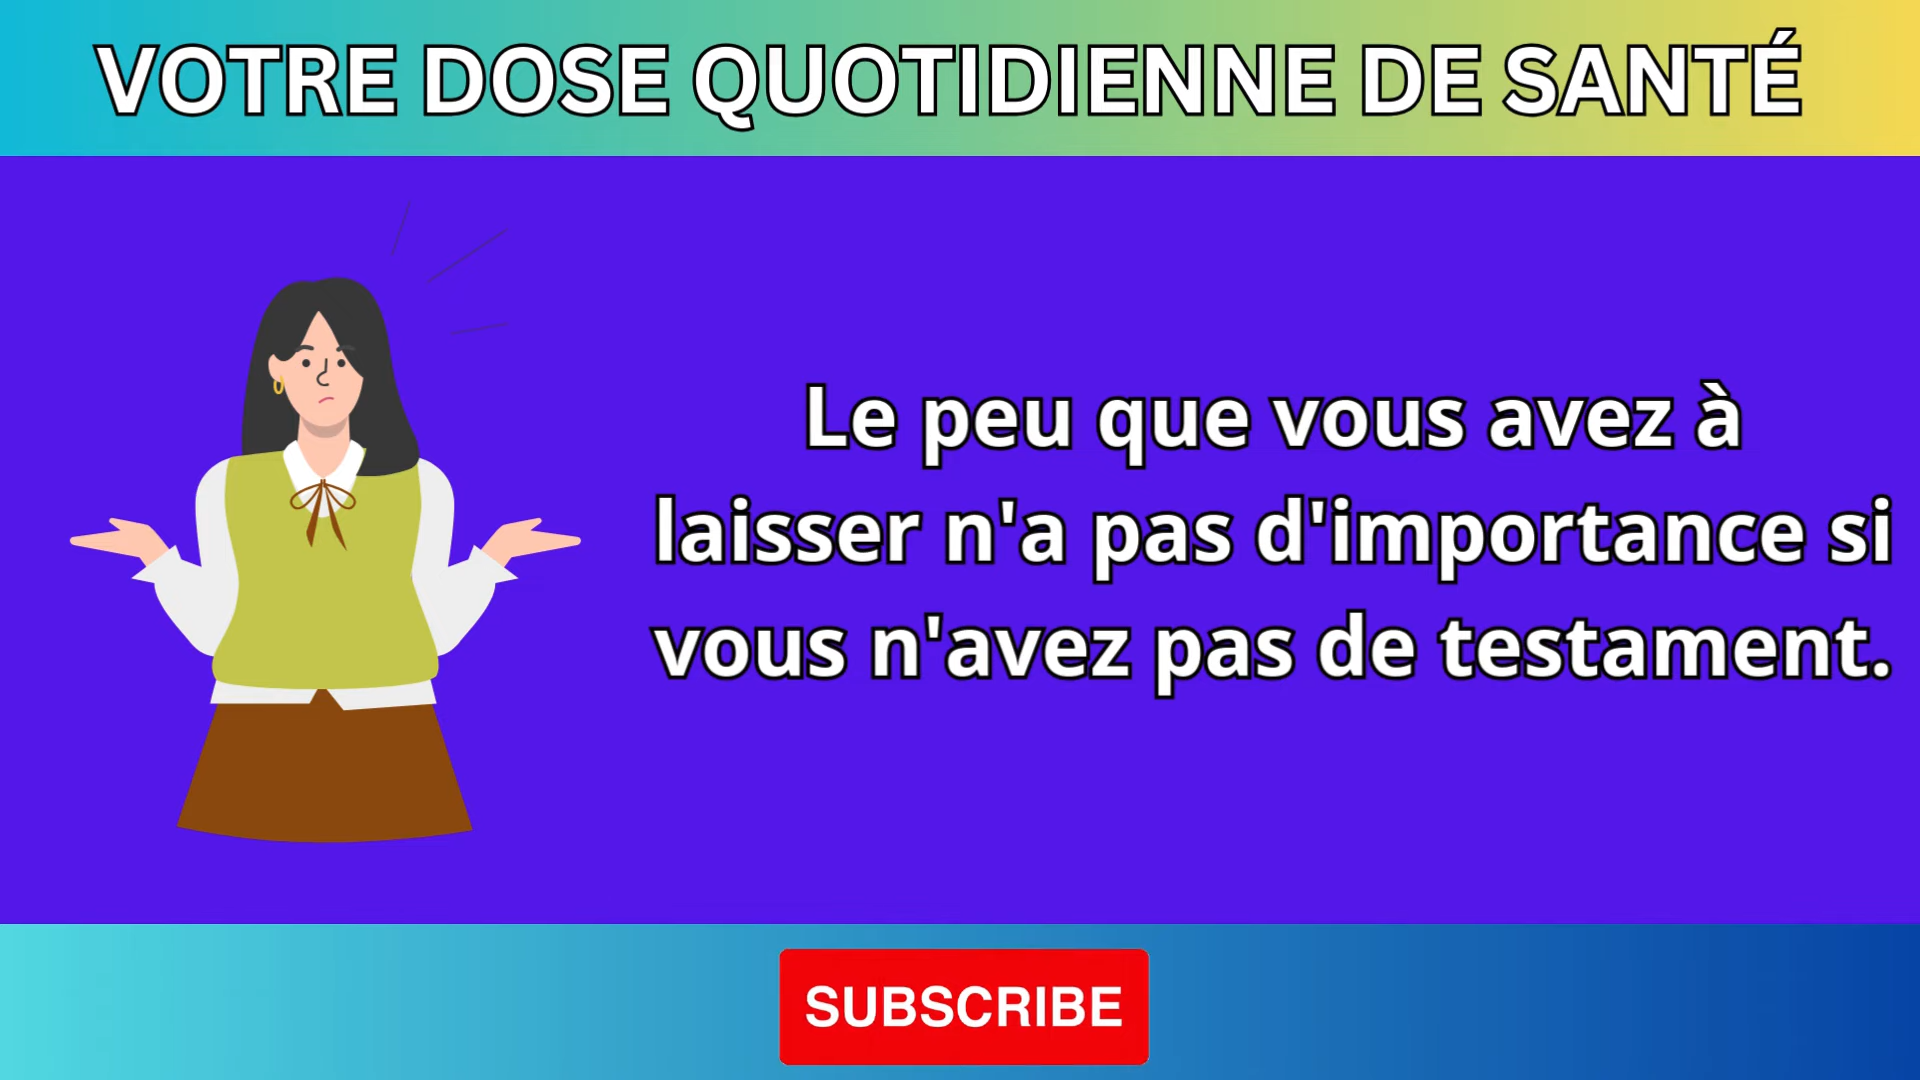 VOTRE DOSE QUOTIDIENNE DE SANTÉ
Le peu que vous avez à
laisser n'a pas d'importance si
vous n'avez pas de testament.
SUBSCRIBE